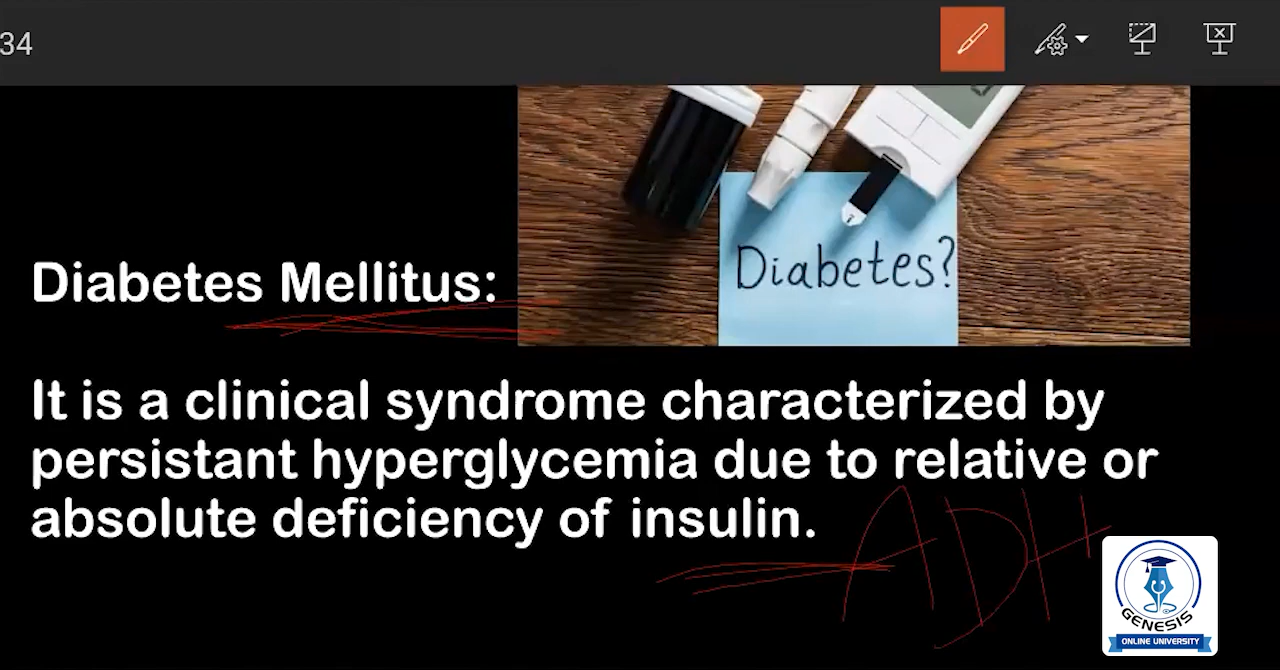 34
Diabetes?
Diabetes Mellitus:
It is a clinical syndrome characterized by
persistant hyperglycemia due to relative or
absolute deficiency of insulin.
ADH
GENESIS
ONLINE UNIVERSITY